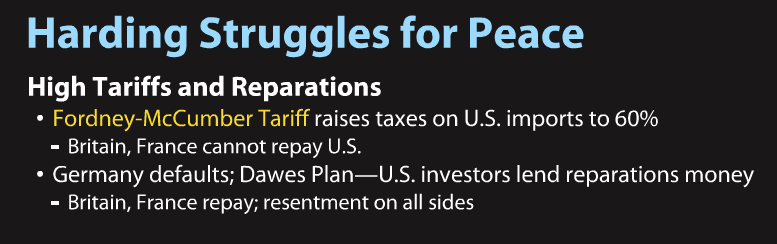 Harding Struggles for Peace
High Tariffs and Reparations
• Fordney-McCumber Tariff raises taxes on U.S. imports to 60%
- Britain, France cannot repay U.S.
• Germany defaults; Dawes Plan—U.S. investors lend reparations money
- Britain, France repay; resentment on all sides